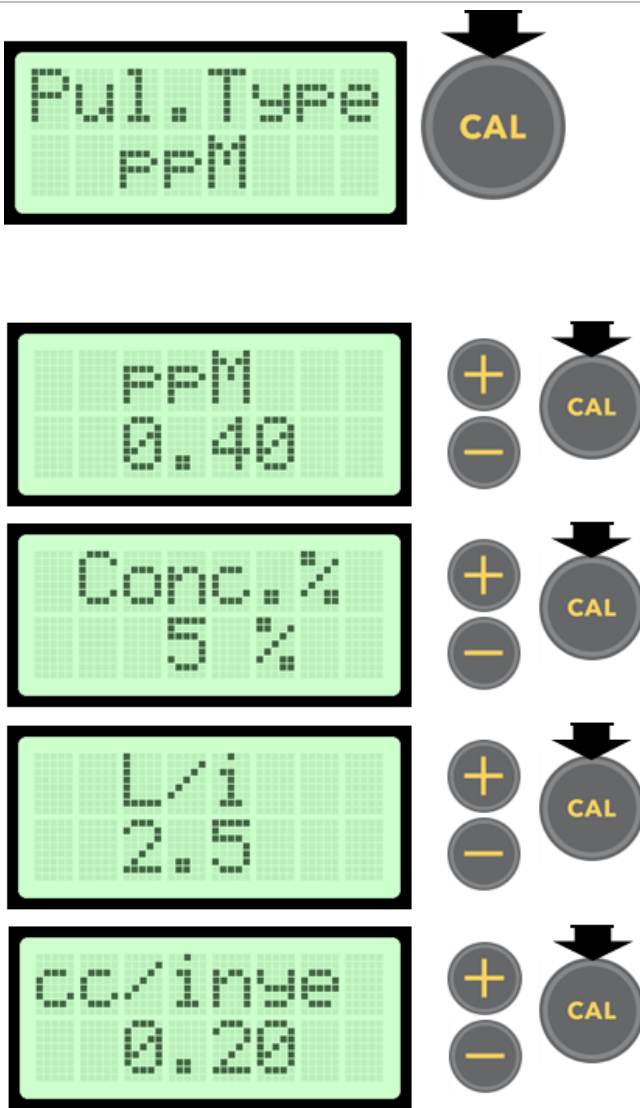 Pul.Type
CAL
ppM
ppM
0.40
+
−
CAL
Conc.%
5 %
+
−
CAL
L/i
2.5
+
−
CAL
cc/inye
0.20
+
−
CAL